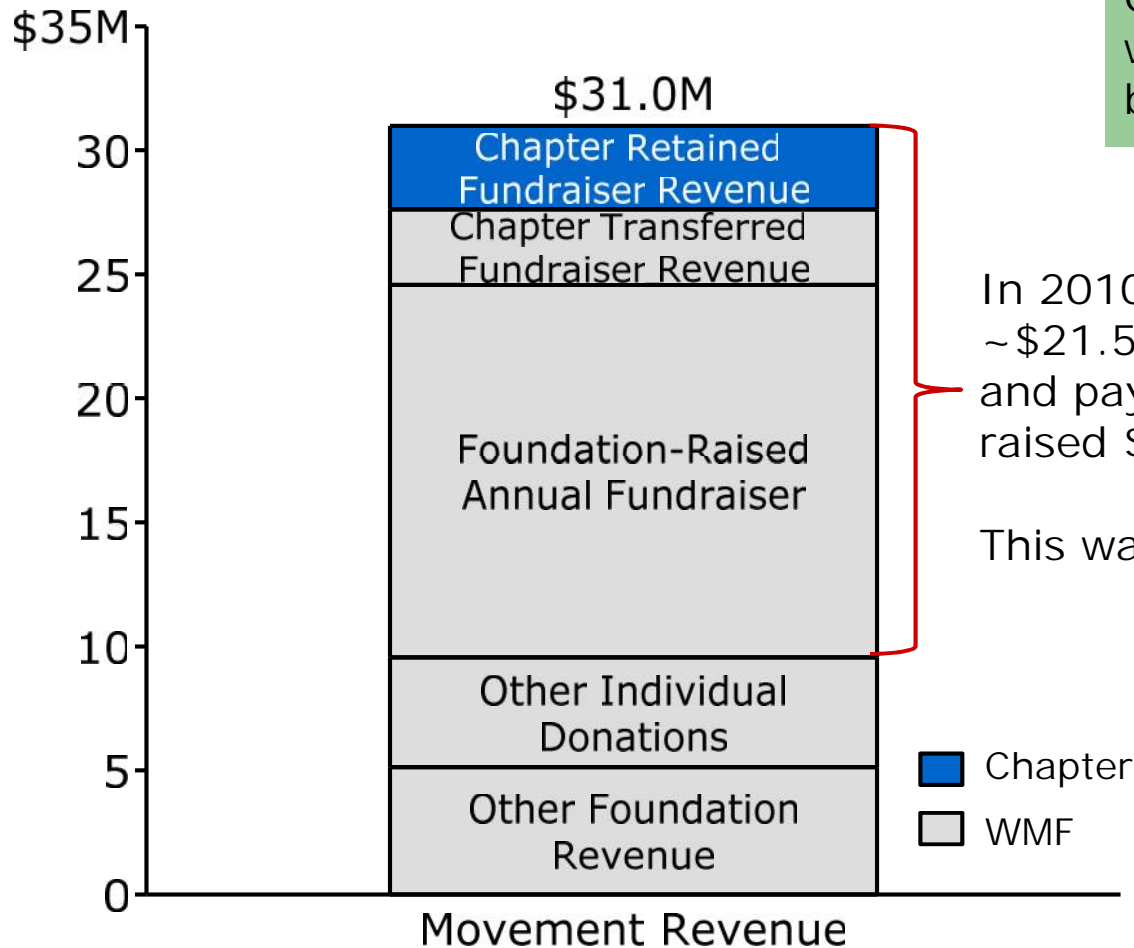 $35M
30
25
20
15
10
5
0
$31.0M
Chapter Retained
Fundraiser Revenue
Chapter Transferred
Fundraiser Revenue
Foundation-Raised
Annual Fundraiser
Other Individual
Donations
Other Foundation
Revenue
Movement Revenue
In 2010
~$21.5
and pay
raised
This wa
Chapter
WMF